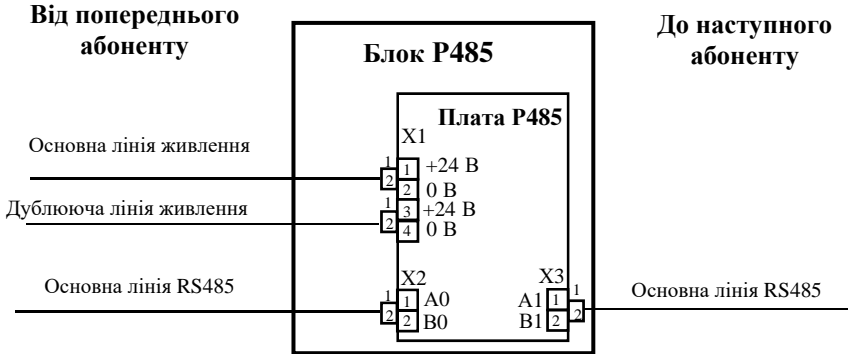 Від попереднього
абоненту
До наступного
абоненту
Блок Р485
Плата Р485
X1
Основна лінія живлення
1
1 +24 В
2
2 0 В
Дублююча лінія живлення
1
3 +24 В
2
4 0 В
X2
X3
Основна лінія RS485
1
1 A0
2
2 B0
A1 1
1
B1 2
2
Основна лінія RS485